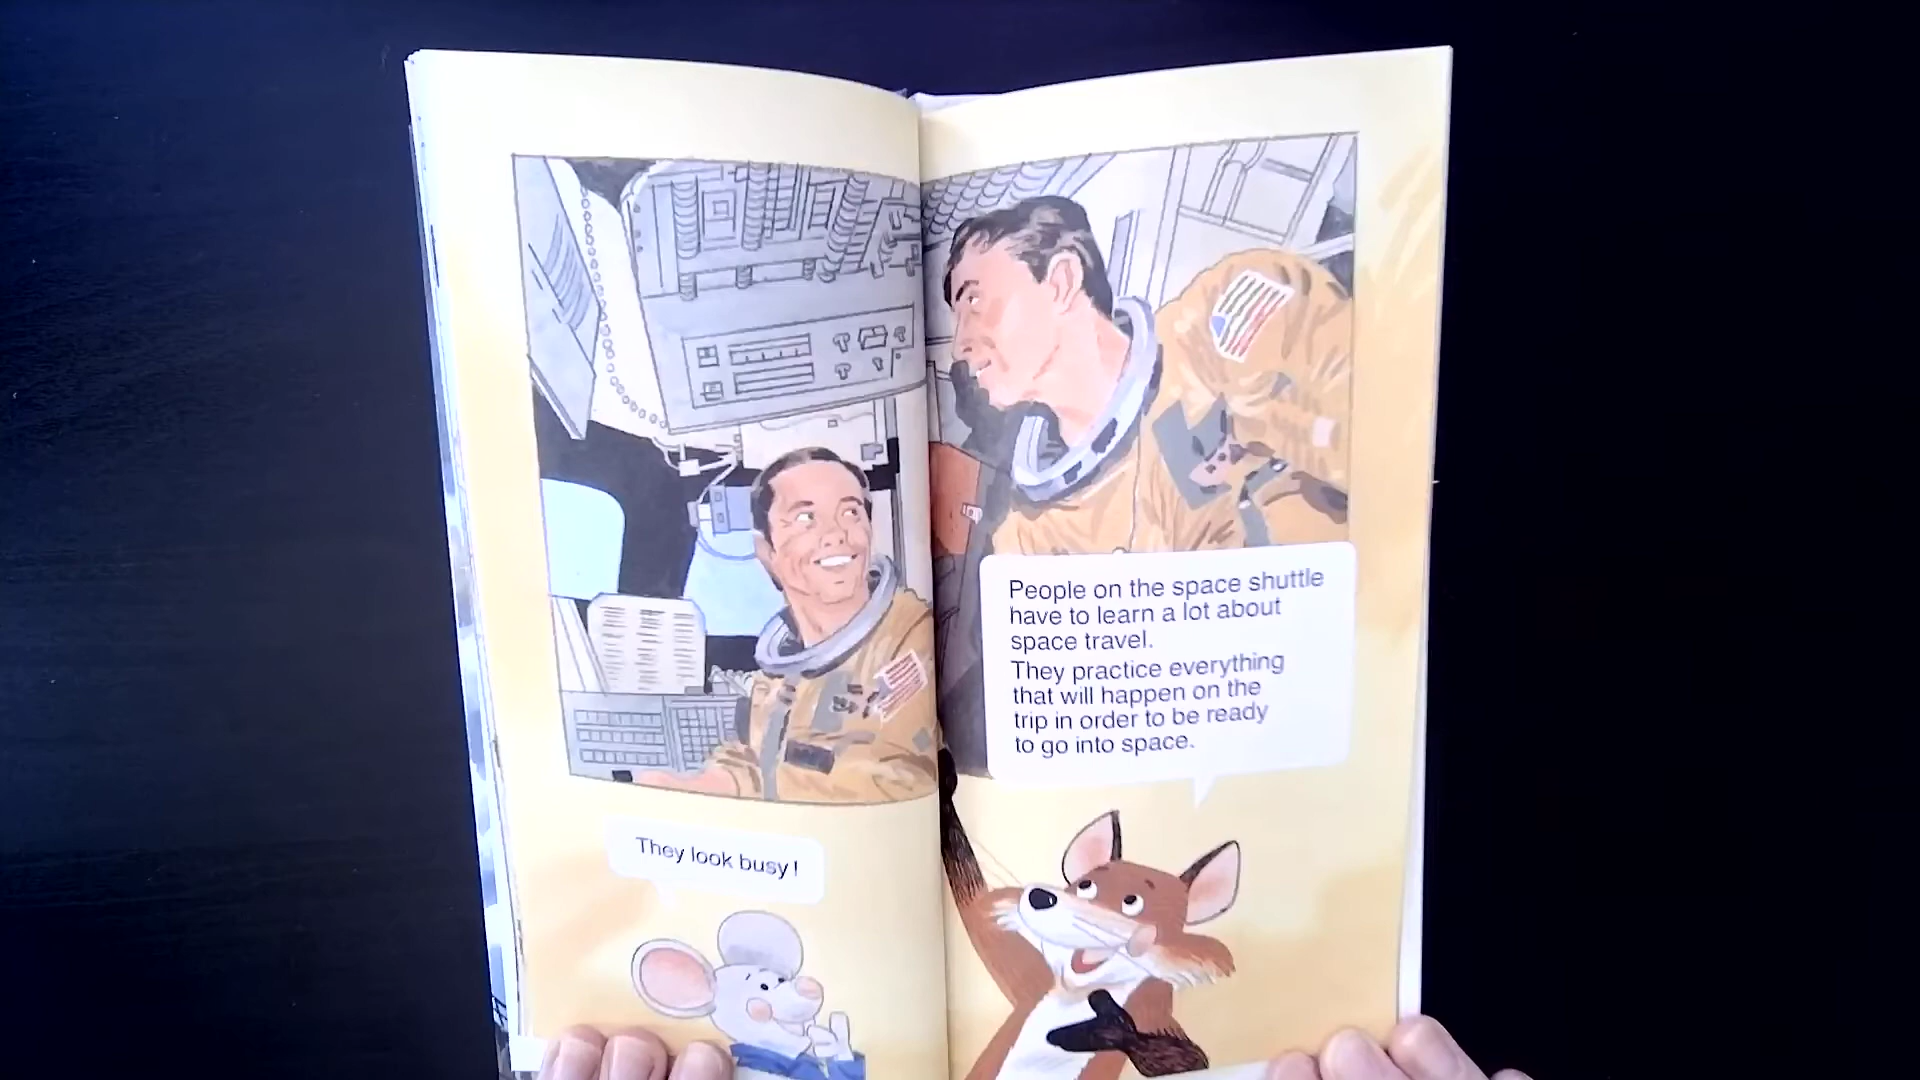 They look busy!
People on the space shuttle
have to learn a lot about
space travel.
They practice everything
that will happen on the
trip in order to be ready
to go into space.